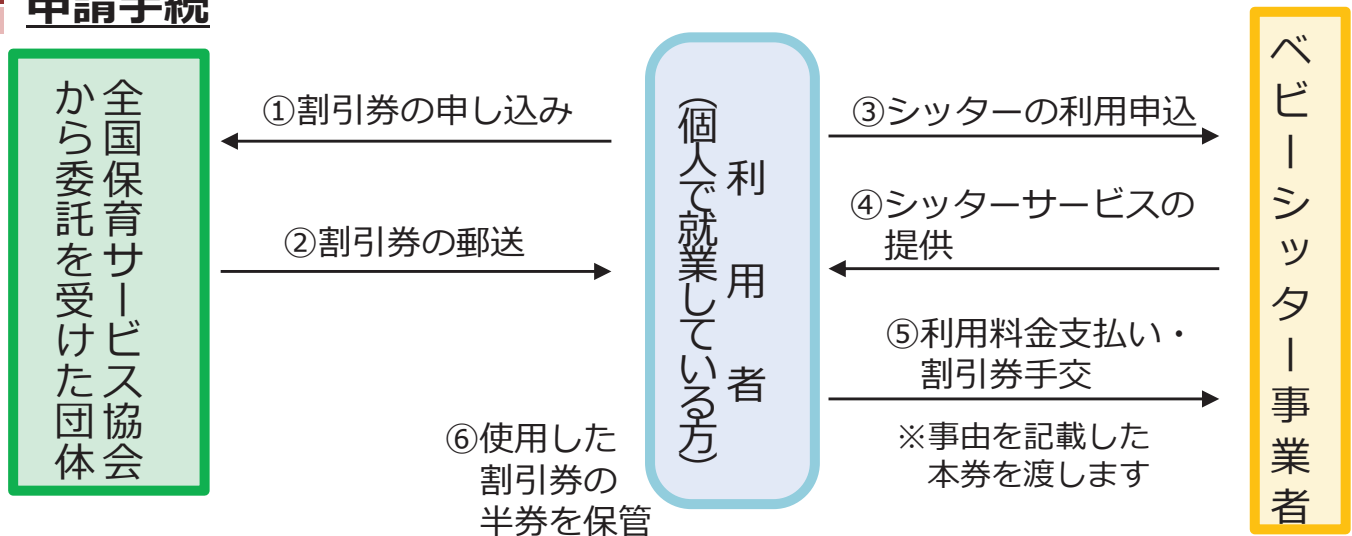 申請手続
全国保育サービス協会
から委託を受けた団体
①割引券の申し込み
②割引券の郵送
利用者
(個人で就業している方)
③シッターの利用申込
④シッターサービスの
提供
⑤利用料金支払い・
割引券手交
※事由を記載した
本券を渡します
⑥使用した
割引券の
半券を保管
ベビーシッター事業者